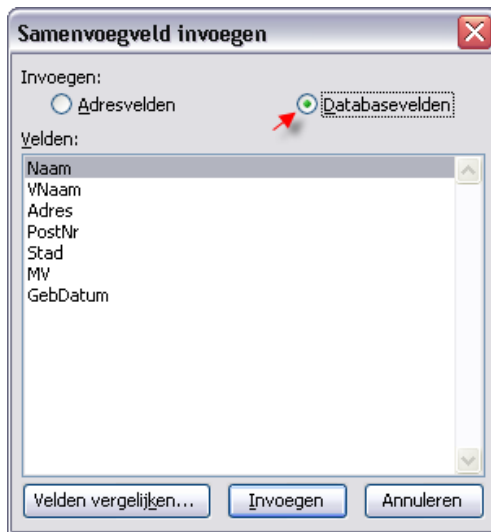 Samenvoegveld invoegen
Invoegen:
Adresvelden Databasevelden
Velden:
Naam
VNaam
Adres
PostNr
Stad
MV
GebDatum
Velden vergelijken... Invoegen Annuleren